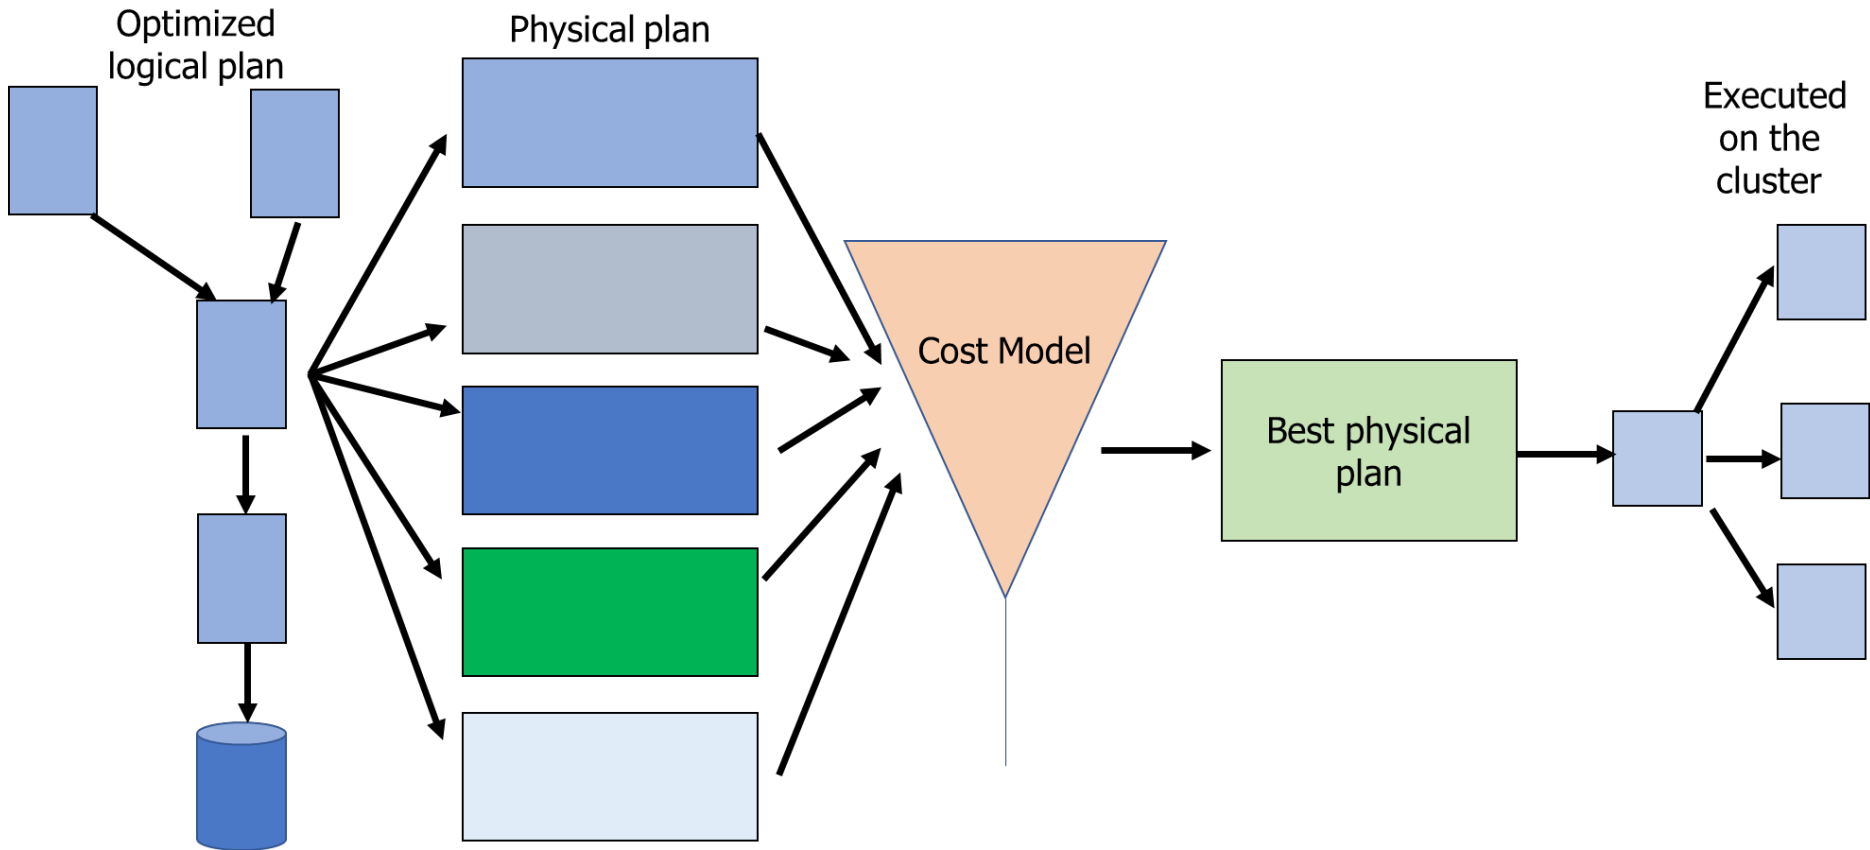 Optimized
logical plan
Physical plan
Cost Model
Best physical
plan
Executed
on the
cluster